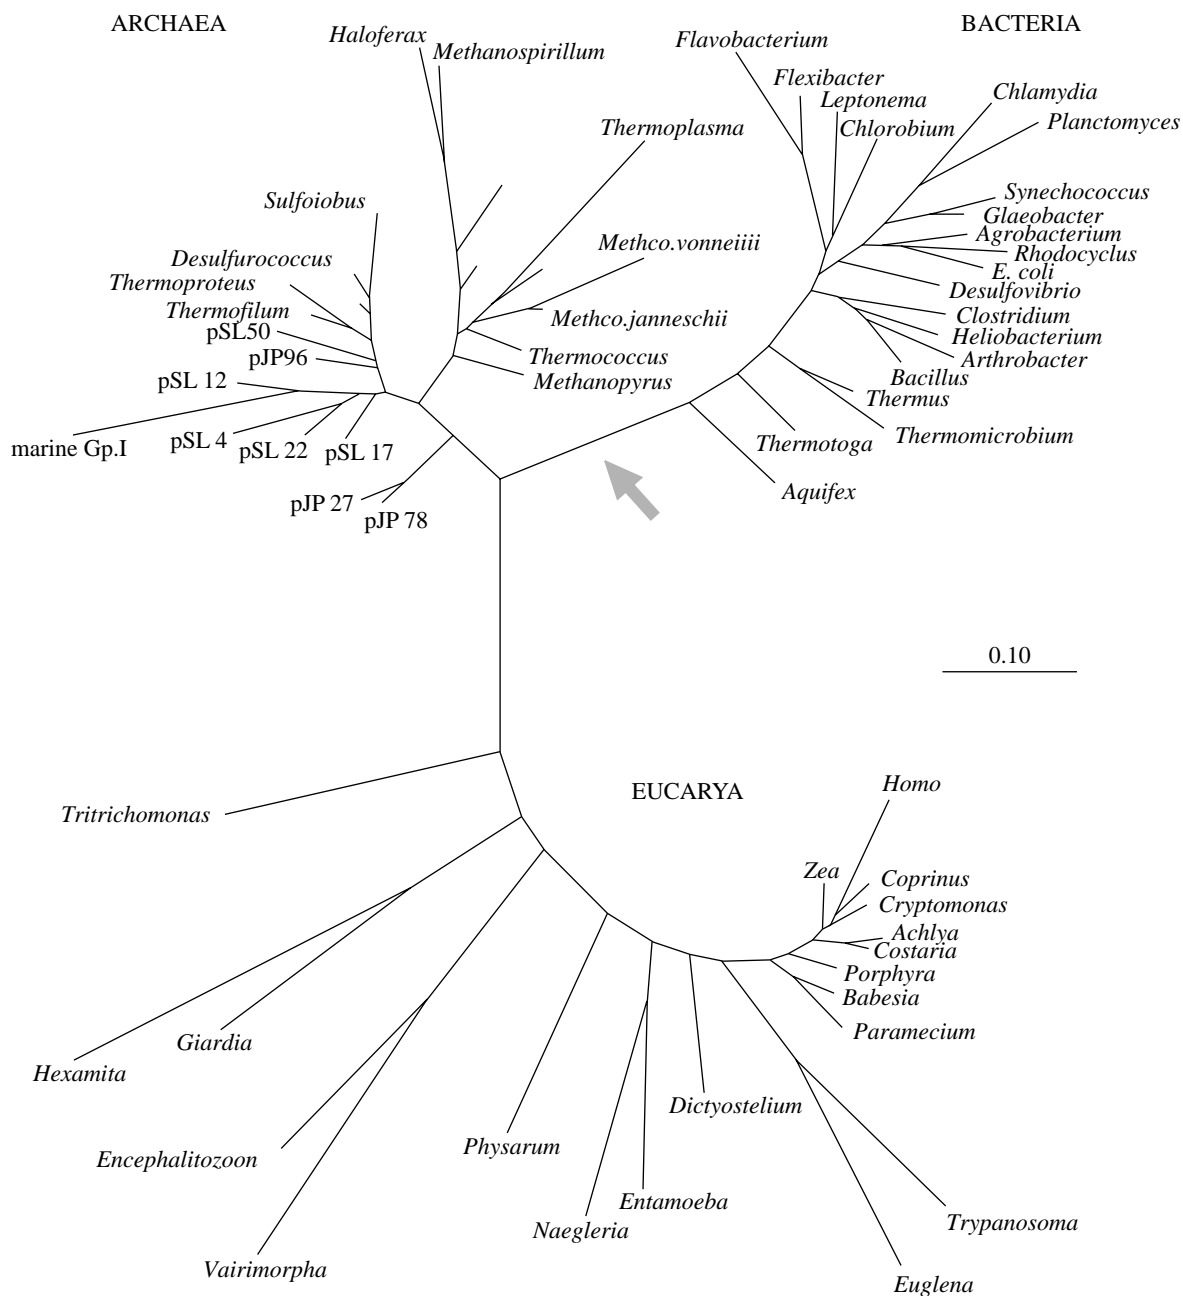 ARCHAEA
BACTERIA
Haloferax
Methanospirillum
Flavobacterium
Flexibacter
Leptonema
Chlorobium
Chlamydia
Planctomyces
Thermoplasma
Sulfoiobus
Synechococcus
Glaeobacter
Agrobacterium
Rhodocyclus
E. coli
Desulfovibrio
Methco.vonneiiii
Desulfurococcus
Thermoproteus
Thermofilum
pSL50
pJP96
pSL 12
Methco.janneschii
Clostridium
Heliobacterium
Arthrobacter
Thermococcus
Methanopyrus
Bacillus
Thermus
Thermomicrobium
marine Gp.I
pSL 4
pSL 22
pSL 17
Thermotoga
Aquifex
pJP 27
pJP 78
0.10
EUCARYA
Homo
Tritrichomonas
Zea
Coprinus
Cryptomonas
Achlya
Costaria
Porphyra
Babesia
Paramecium
Giardia
Hexamita
Dictyostelium
Physarum
Encephalitozoon
Entamoeba
Naegleria
Trypanosoma
Vairimorpha
Euglena